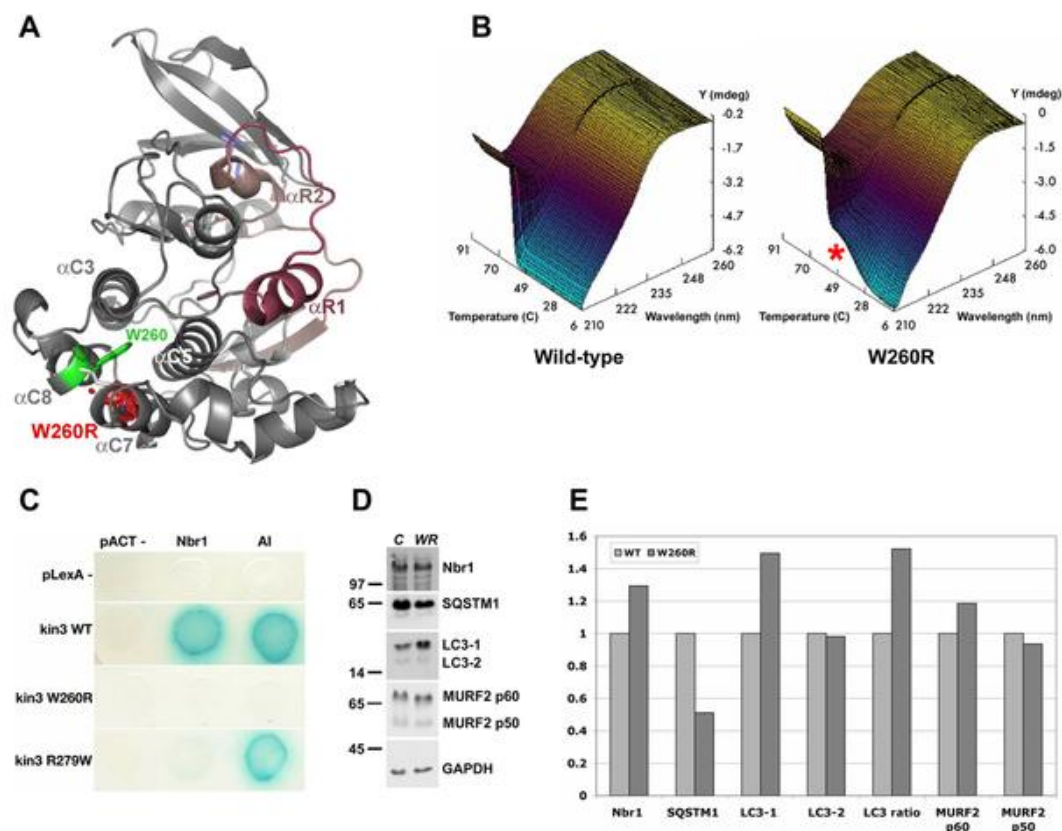 A
αR2
αC3
αR1
W260
αC5
αC8
W260R
αC7
B
Y (mdeg)
-0.2
-1.7
-3.2
-4.7
-6.2
260
248
235
222
6 210
91
70
49
28
Temperature (C)
Wavelength (nm)
Wild-type
Y (mdeg)
0
-1.5
-3.0
-4.5
-6.0
260
248
235
222
6 210
91
70
49
28
*
Temperature (C)
Wavelength (nm)
W260R
C
pACT - Nbr1 AI
pLexA -
kin3 WT
kin3 W260R
kin3 R279W
D
C WR
Nbr1
97
65 SQSTM1
LC3-1
LC3-2
14
65 MURF2 p60
MURF2 p50
45
GAPDH
E
1.6
1.4
1.2
1
0.8
0.6
0.4
0.2
0
WT W260R
Nbr1 SQSTM1 LC3-1 LC3-2 LC3 ratio MURF2 MURF2
p60 p50